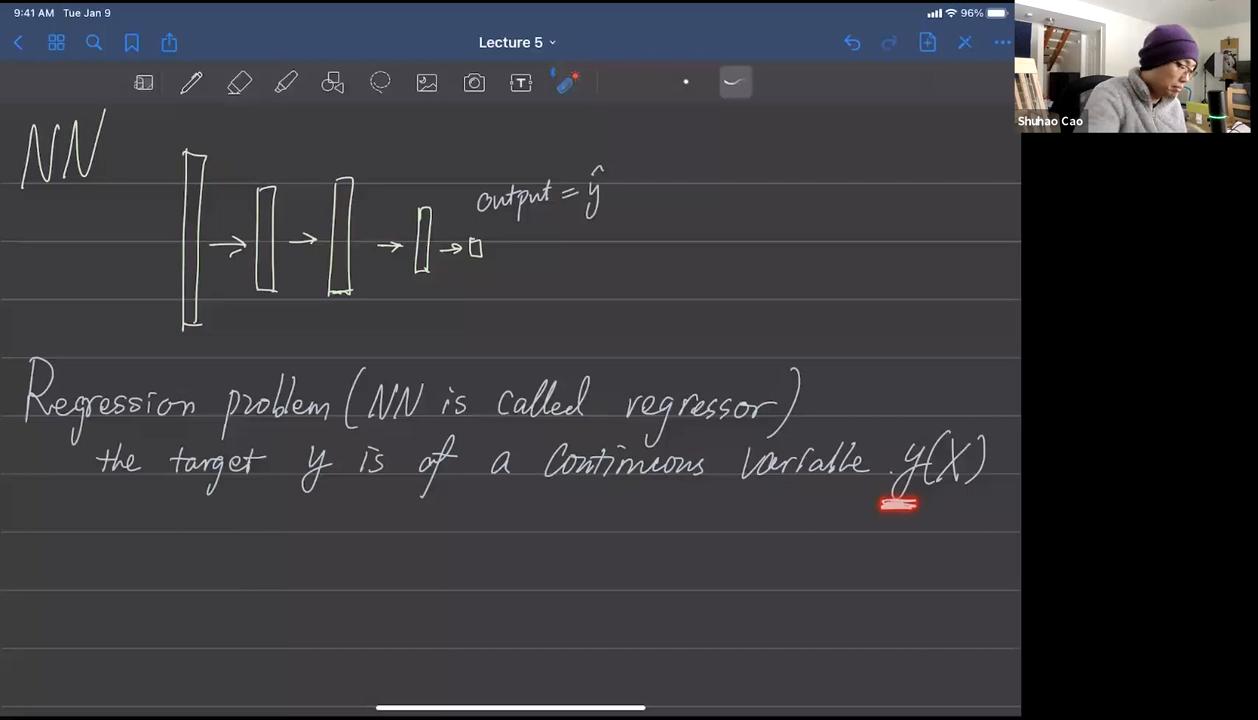 9:41 AM Tue Jan 9
96%
Lecture 5
Shuhao Cao
NN
output = ŷ
Regression problem (NN is called regressor)
the target y is of a continuous variable. y(X)